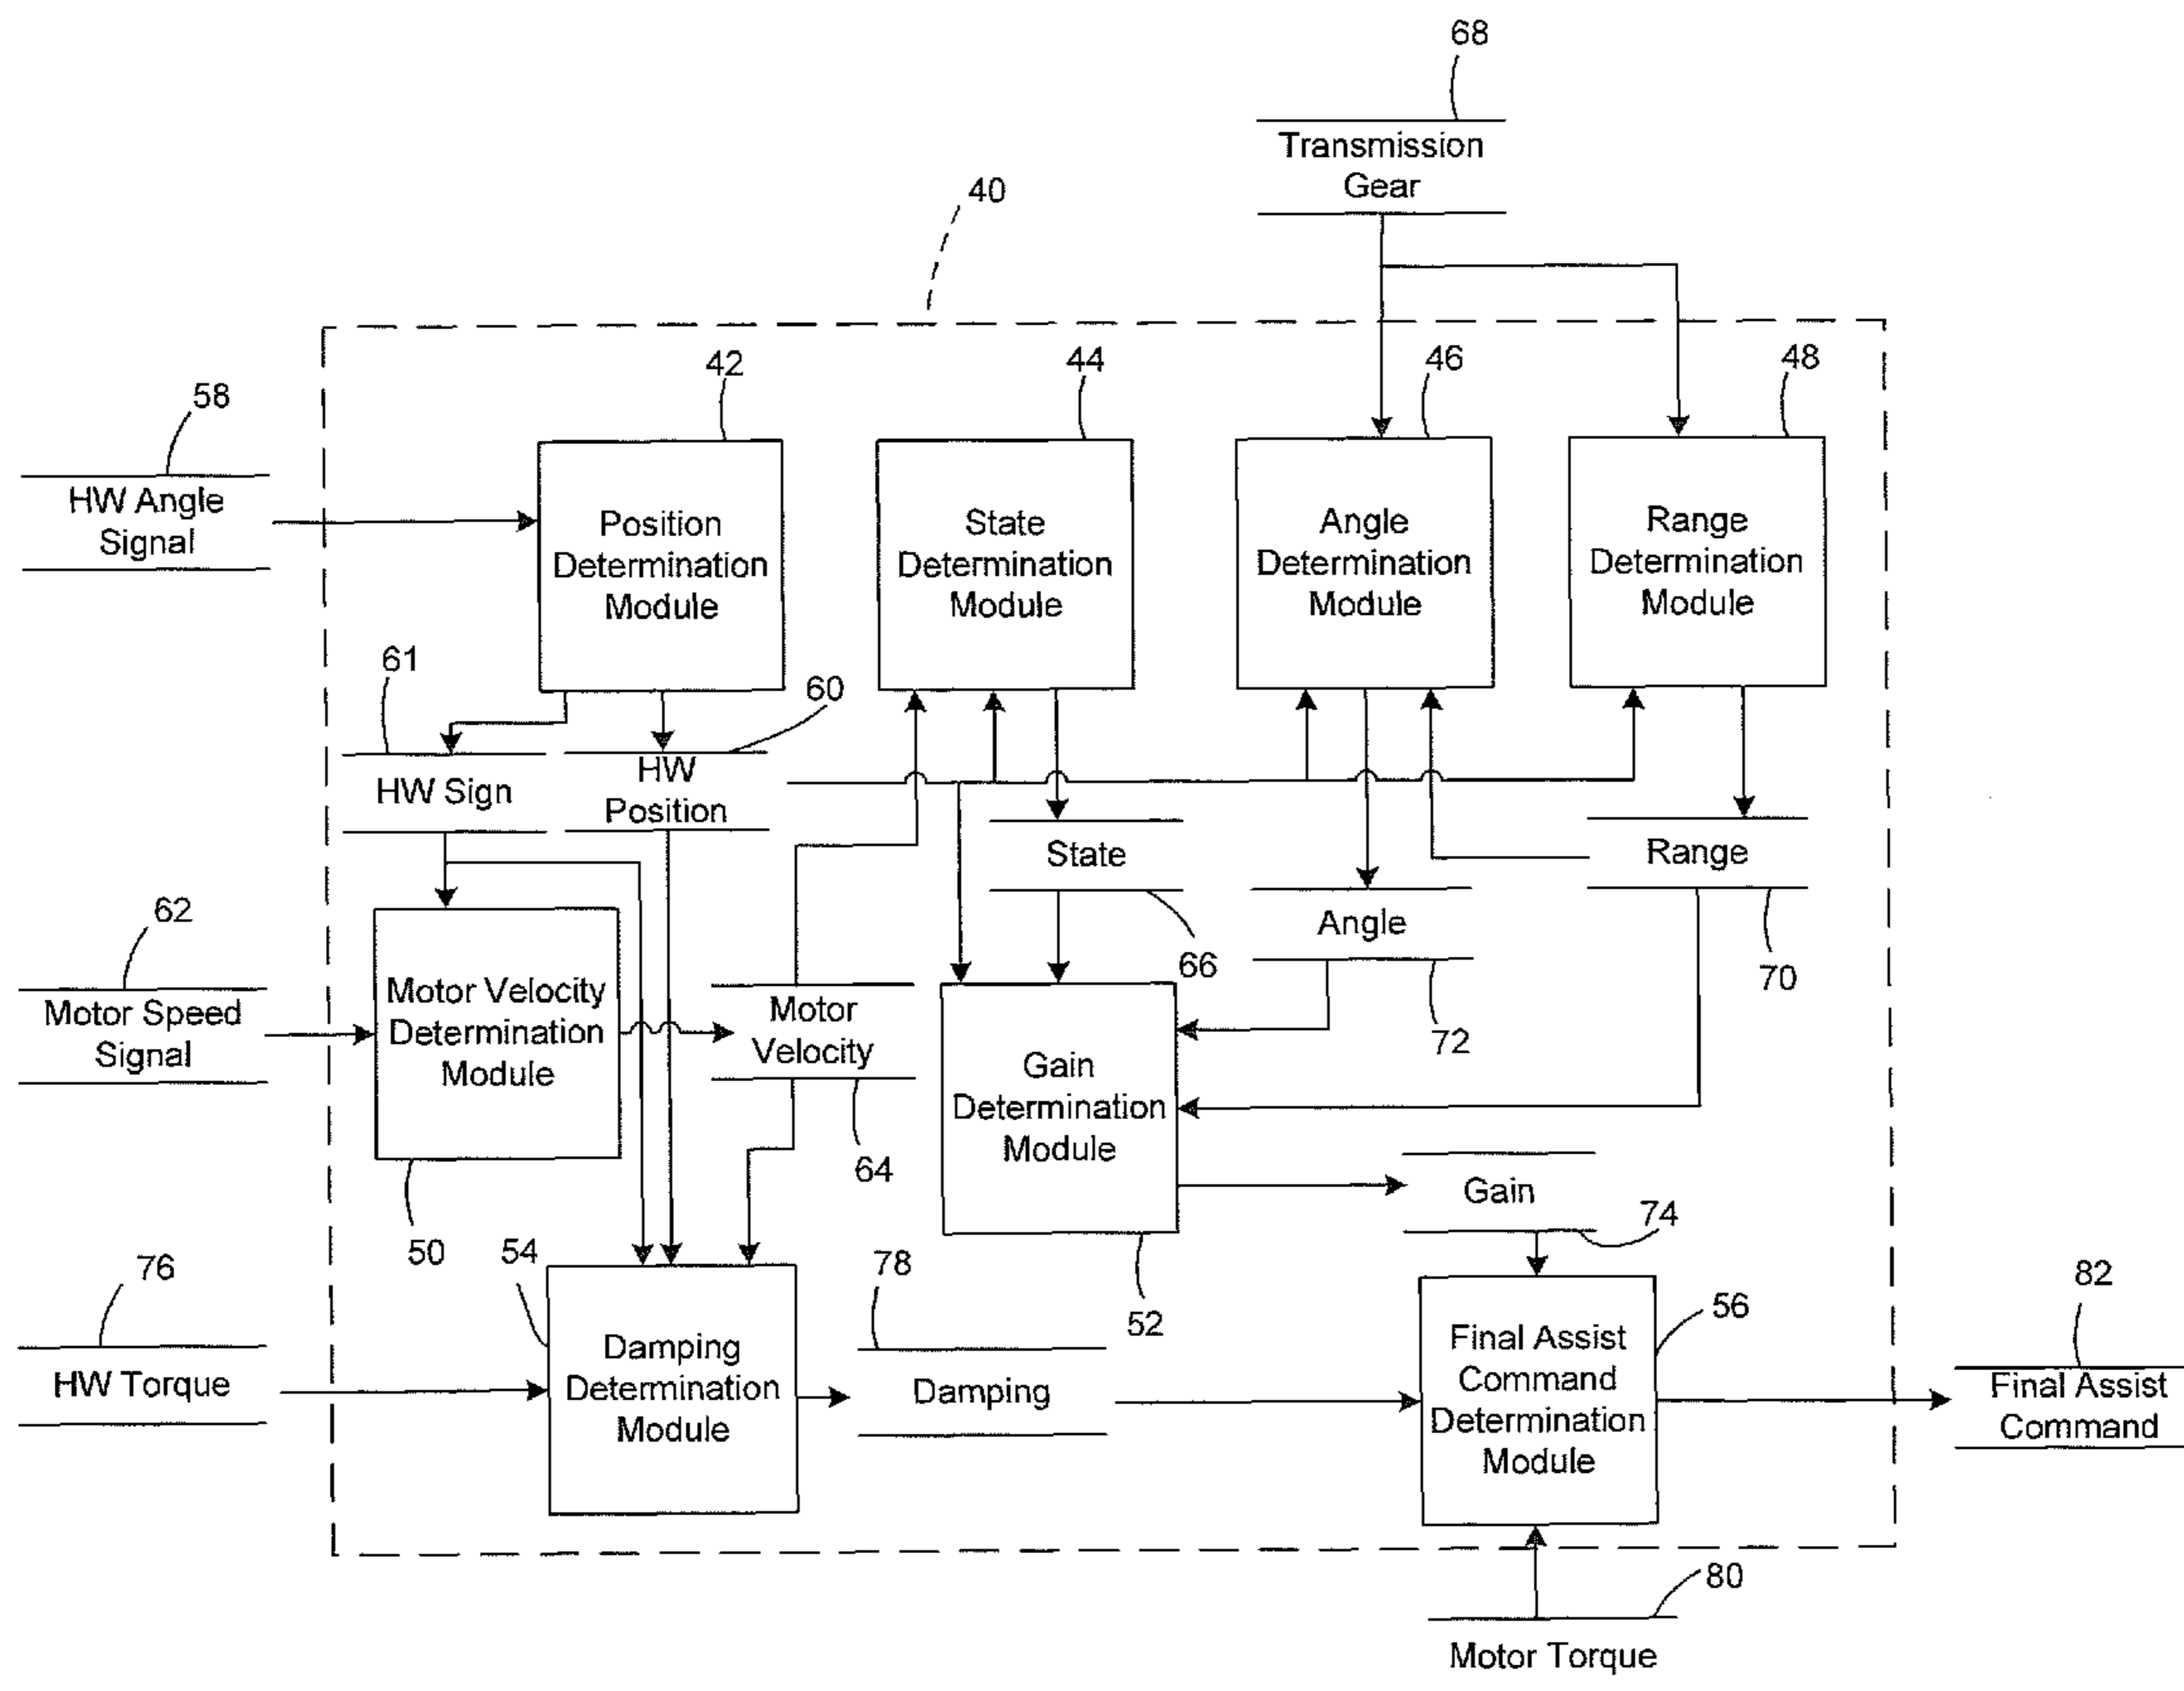 68
Transmission
Gear
40
42
44
46
48
58
HW Angle
Signal
Position
Determination
Module
State
Determination
Module
Angle
Determination
Module
Range
Determination
Module
61
60
HW Sign
HW
Position
State
Range
62
66
Angle
70
Motor Speed
Signal
Motor Velocity
Determination
Module
Motor
Velocity
72
Gain
Determination
Module
64
Gain
50
54
74
76
78
52
56
82
HW Torque
Damping
Determination
Module
Damping
Final Assist
Command
Determination
Module
Final Assist
Command
80
Motor Torque